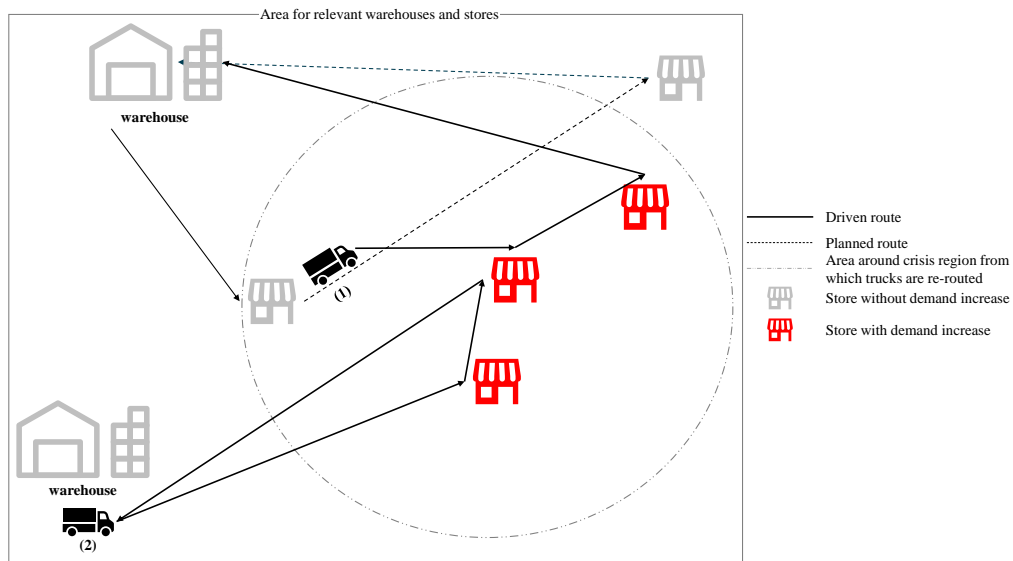 Area for relevant warehouses and stores
warehouse
(1)
warehouse
(2)
Driven route
Planned route
Area around crisis region from
which trucks are re-routed
Store without demand increase
Store with demand increase